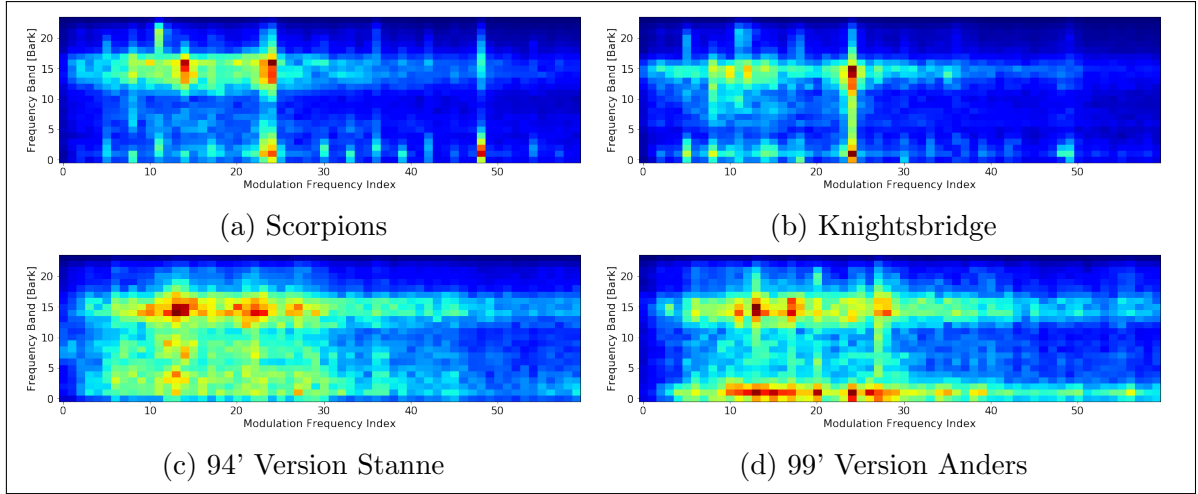 Frequency Band [Bark]
20
15
10
5
0
0 10 20 30 40 50
Modulation Frequency Index
(a) Scorpions
Frequency Band [Bark]
20
15
10
5
0
0 10 20 30 40 50
Modulation Frequency Index
(b) Knightsbridge
Frequency Band [Bark]
20
15
10
5
0
0 10 20 30 40 50
Modulation Frequency Index
(c) 94' Version Stanne
Frequency Band [Bark]
20
15
10
5
0
0 10 20 30 40 50
Modulation Frequency Index
(d) 99' Version Anders